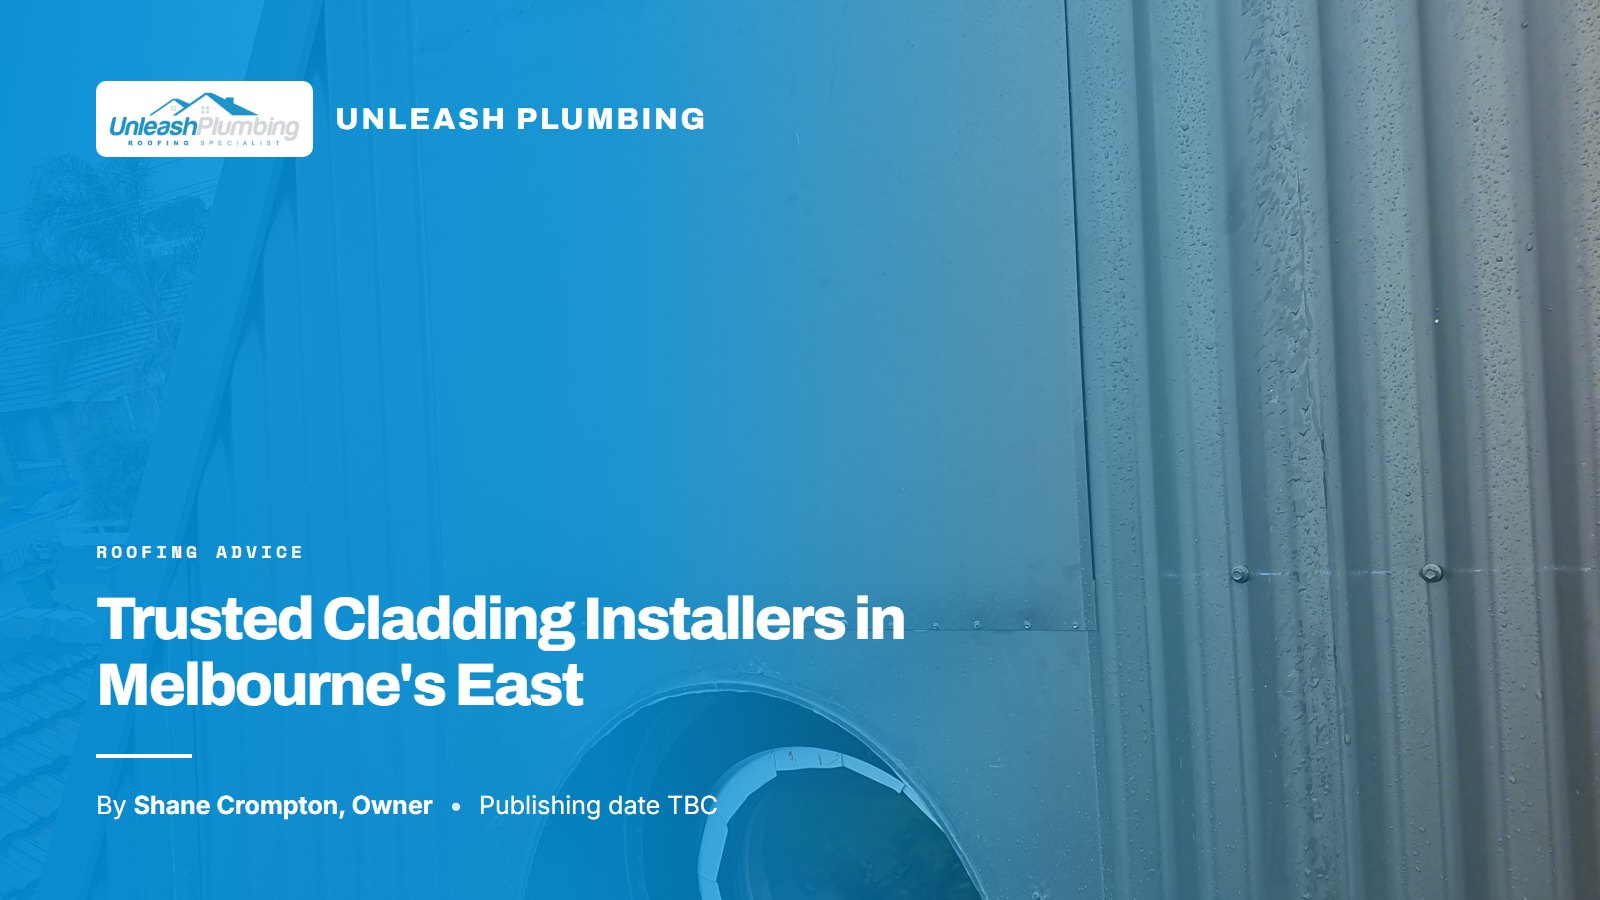 UnleashPlumbing
ROOFING SPECIALIST
UNLEASH PLUMBING
ROOFING ADVICE
Trusted Cladding Installers in
Melbourne's East
By Shane Crompton, Owner • Publishing date TBC